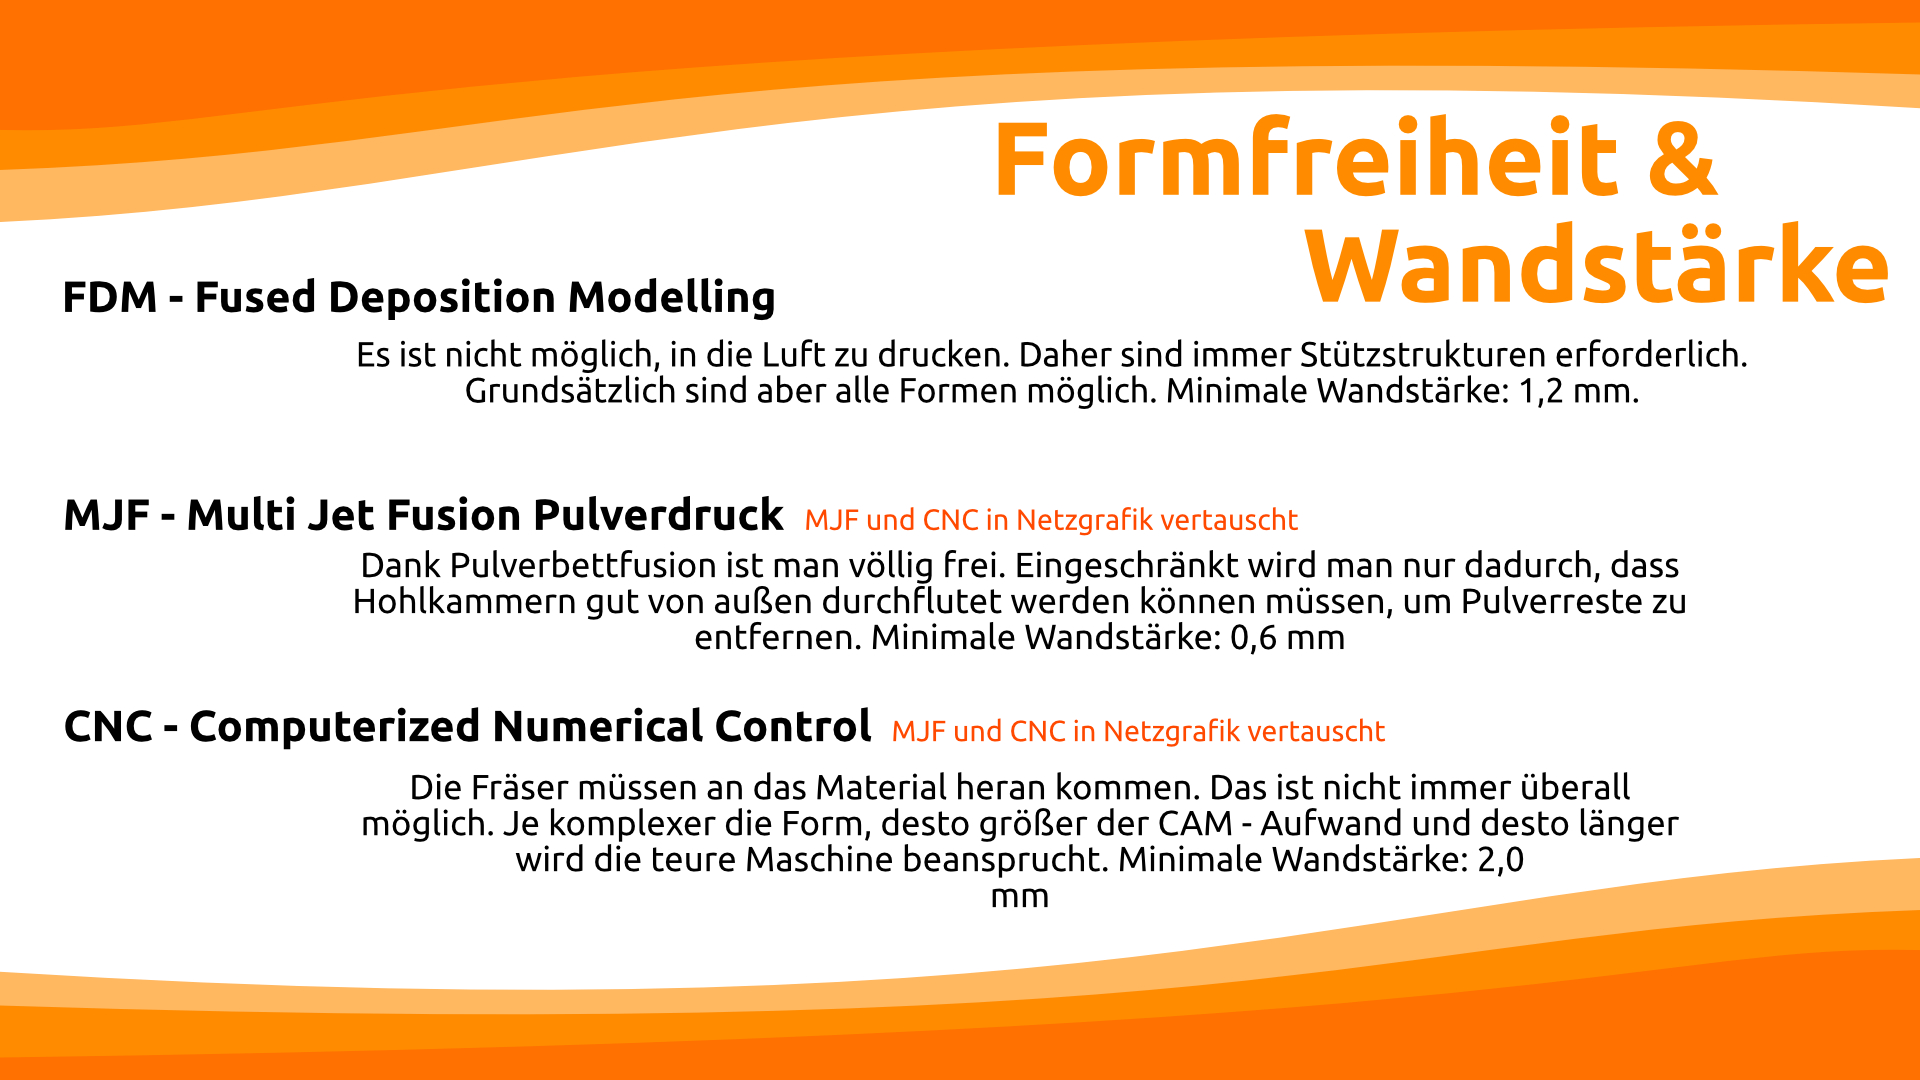 Formfreiheit &
Wandstärke
FDM - Fused Deposition Modelling
Es ist nicht möglich, in die Luft zu drucken. Daher sind immer Stützstrukturen erforderlich.
Grundsätzlich sind aber alle Formen möglich. Minimale Wandstärke: 1,2 mm.
MJF - Multi Jet Fusion Pulverdruck MJF und CNC in Netzgrafik vertauscht
Dank Pulverbettfusion ist man völlig frei. Eingeschränkt wird man nur dadurch, dass
Hohlkammern gut von außen durchflutet werden können müssen, um Pulverreste zu
entfernen. Minimale Wandstärke: 0,6 mm
CNC - Computerized Numerical Control MJF und CNC in Netzgrafik vertauscht
Die Fräser müssen an das Material heran kommen. Das ist nicht immer überall
möglich. Je komplexer die Form, desto größer der CAM - Aufwand und desto länger
wird die teure Maschine beansprucht. Minimale Wandstärke: 2,0
mm